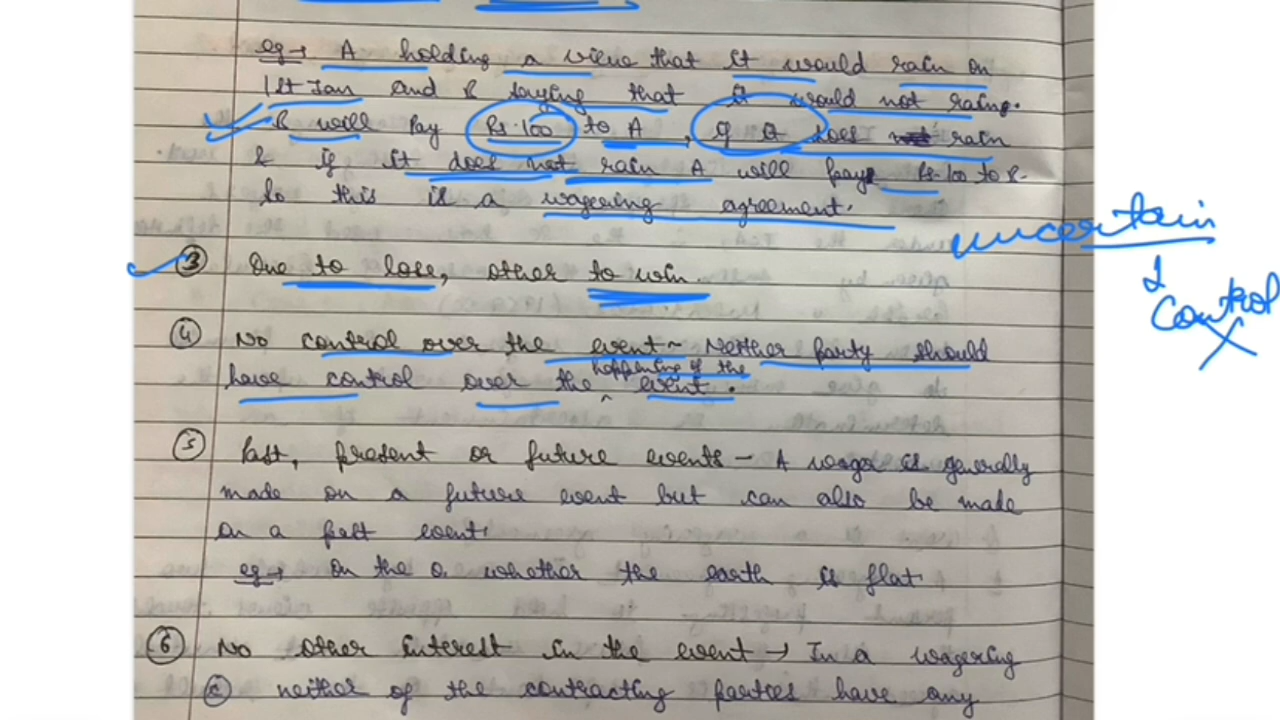 eg → A holding a view that it would rain on
1st Jan and B saying that it would not raing.
B will pay Rs.100 to A, if it does rain
& if it does not rain A will pay Rs.100 to B.
So this is a wagering agreement.
uncertain
↓
Control
③ One to lose, other to win.
④ No control over the event ~ Neither party should
have control over the ^ happening of the event.
⑤ Past, present or future events - A wager is generally
made on a future event but can also be made
on a past event.
eg → On the Q. whether the earth is flat.
⑥ No other interest in the event → In a wagering
© neither of the contracting parties have any